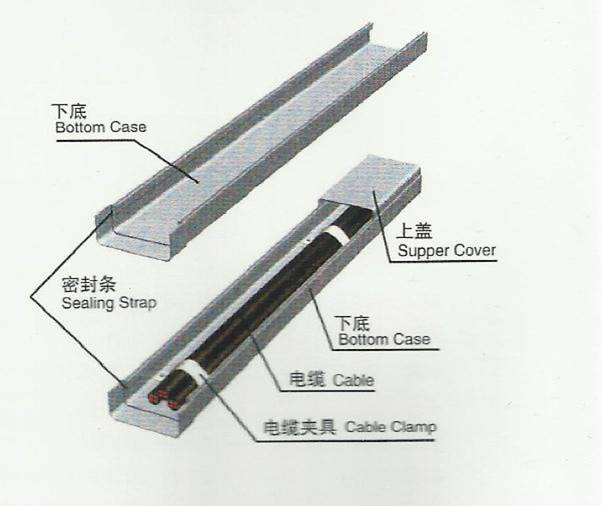 下底
Bottom Case
上盖
Supper Cover
密封条
Sealing Strap
下底
Bottom Case
电缆 Cable
电缆夹具 Cable Clamp